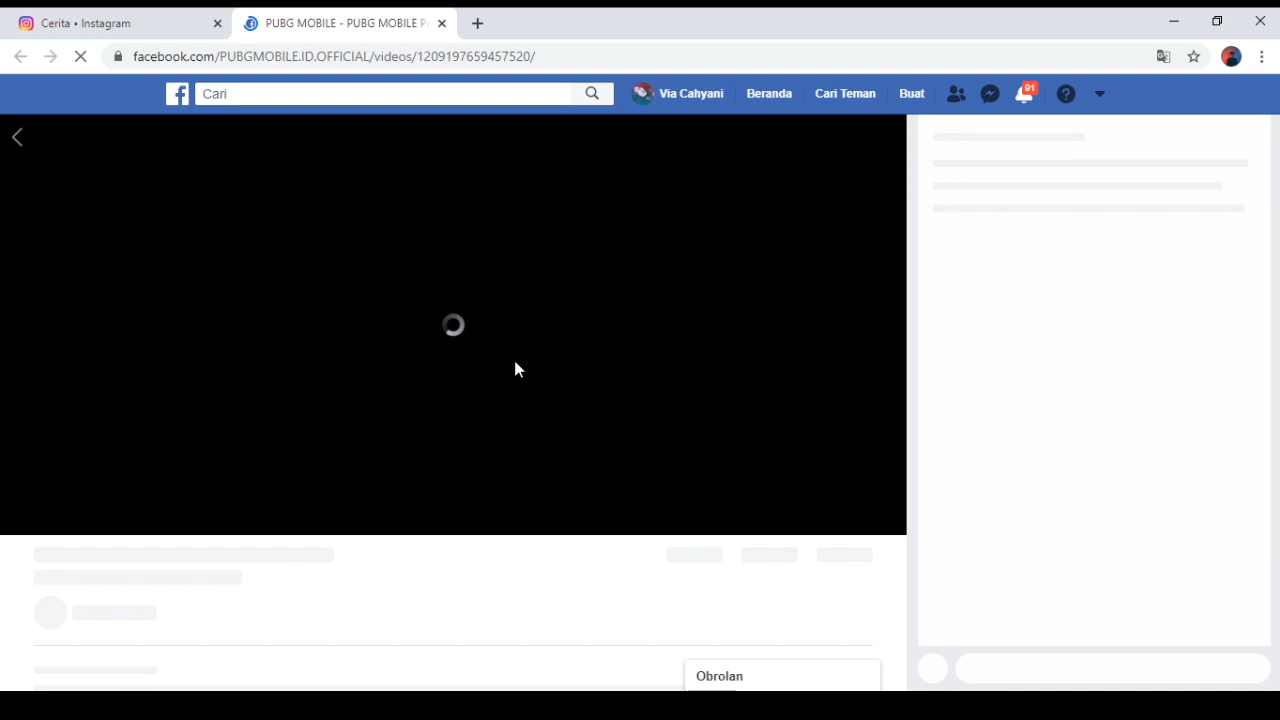 Cerita • Instagram
PUBG MOBILE - PUBG MOBILE P
facebook.com/PUBGMOBILE.ID.OFFICIAL/videos/1209197659457520/
Cari
Via Cahyani
Beranda
Cari Teman
Buat
91
Obrolan